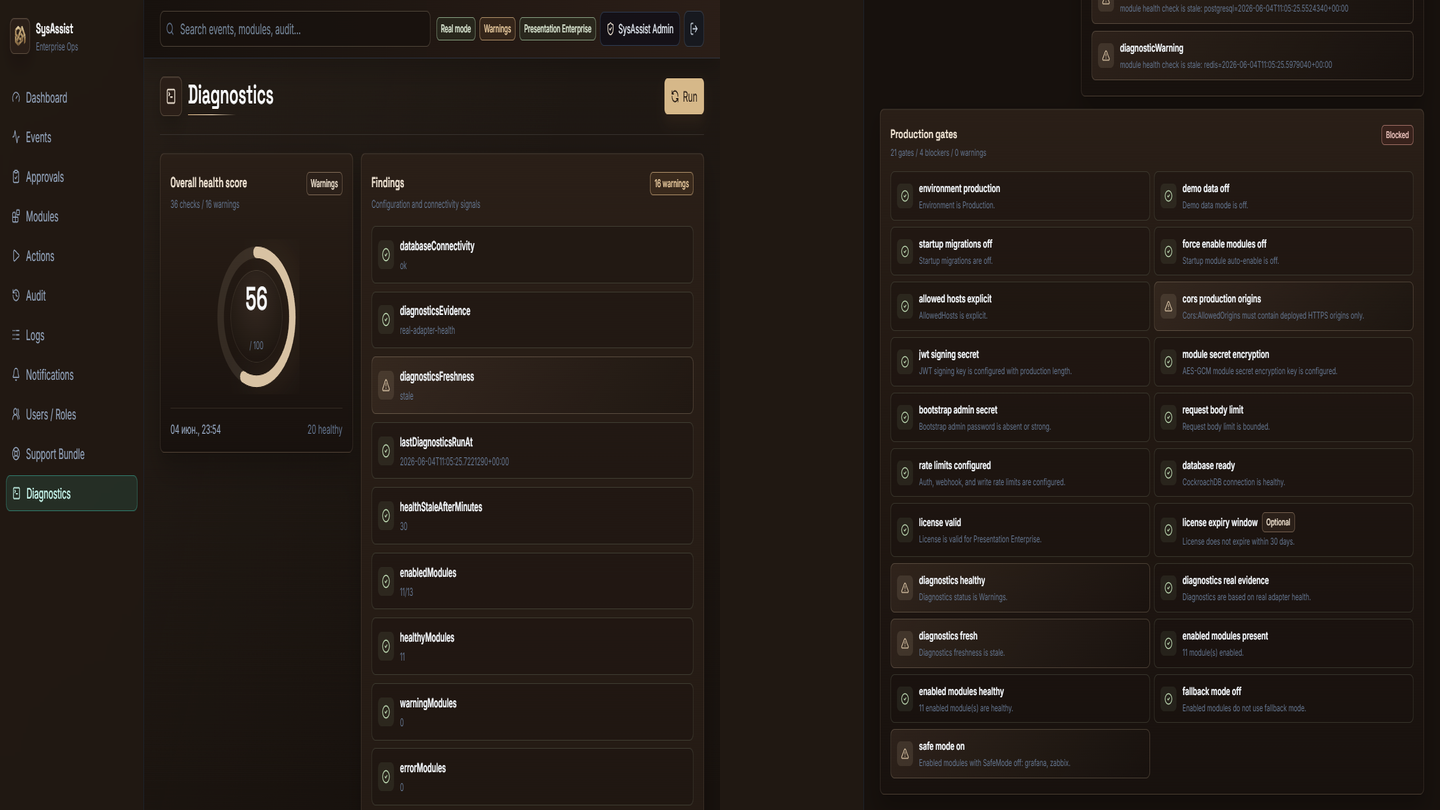 SysAssist
Enterprise Ops
Dashboard
Events
Approvals
Modules
Actions
Audit
Logs
Notifications
Users / Roles
Support Bundle
Diagnostics
Search events, modules, audit...
Real mode
Warnings
Presentation Enterprise
SysAssist Admin
Diagnostics
Run
Overall health score
Warnings
36 checks / 16 warnings
56
/ 100
04 июн., 23:54
20 healthy
Findings
16 warnings
Configuration and connectivity signals
databaseConnectivity
ok
diagnosticsEvidence
real-adapter-health
diagnosticsFreshness
stale
lastDiagnosticsRunAt
2026-06-04T11:05:25.7221290+00:00
healthStaleAfterMinutes
30
enabledModules
11/13
healthyModules
11
warningModules
0
errorModules
0
module health check is stale: postgresql=2026-06-04T11:05:25.5524340+00:00
diagnosticWarning
module health check is stale: redis=2026-06-04T11:05:25.5979040+00:00
Production gates
Blocked
21 gates / 4 blockers / 0 warnings
environment production
Environment is Production.
demo data off
Demo data mode is off.
startup migrations off
Startup migrations are off.
force enable modules off
Startup module auto-enable is off.
allowed hosts explicit
AllowedHosts is explicit.
cors production origins
Cors:AllowedOrigins must contain deployed HTTPS origins only.
jwt signing secret
JWT signing key is configured with production length.
module secret encryption
AES-GCM module secret encryption key is configured.
bootstrap admin secret
Bootstrap admin password is absent or strong.
request body limit
Request body limit is bounded.
rate limits configured
Auth, webhook, and write rate limits are configured.
database ready
CockroachDB connection is healthy.
license valid
License is valid for Presentation Enterprise.
license expiry window Optional
License does not expire within 30 days.
diagnostics healthy
Diagnostics status is Warnings.
diagnostics real evidence
Diagnostics are based on real adapter health.
diagnostics fresh
Diagnostics freshness is stale.
enabled modules present
11 module(s) enabled.
enabled modules healthy
11 enabled module(s) are healthy.
fallback mode off
Enabled modules do not use fallback mode.
safe mode on
Enabled modules with SafeMode off: grafana, zabbix.